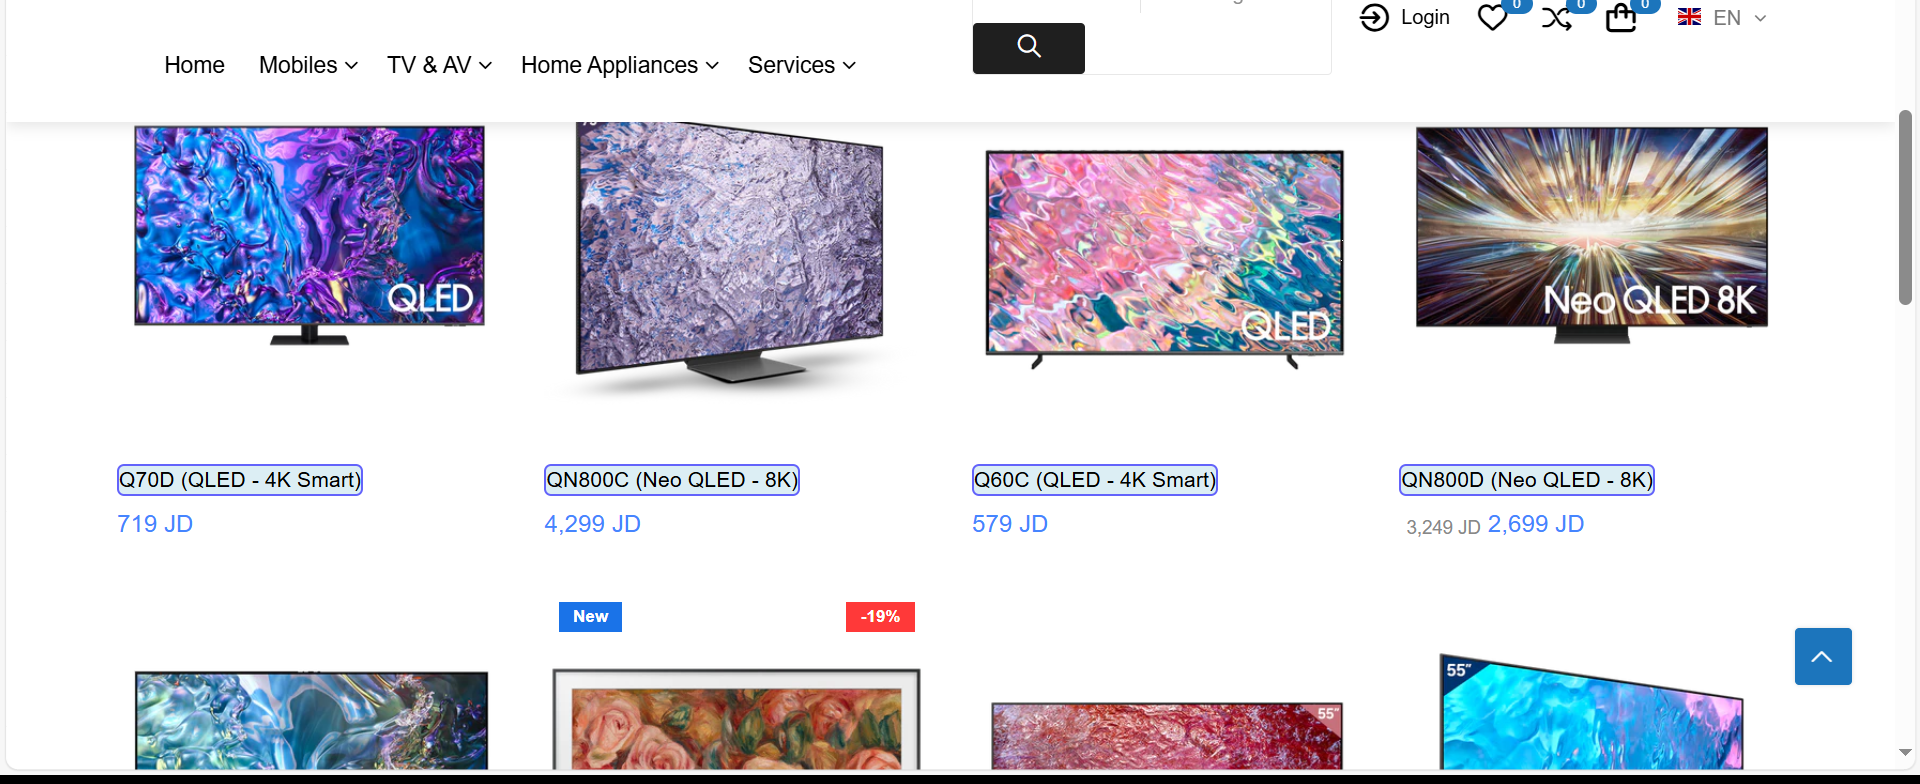 Login
0
0
0
EN
Home
Mobiles
TV & AV
Home Appliances
Services
QLED
QLED
Neo QLED 8K
Q70D (QLED - 4K Smart)
QN800C (Neo QLED - 8K)
Q60C (QLED - 4K Smart)
QN800D (Neo QLED - 8K)
719 JD
4,299 JD
579 JD
3,249 JD 2,699 JD
New
-19%
55"
55"